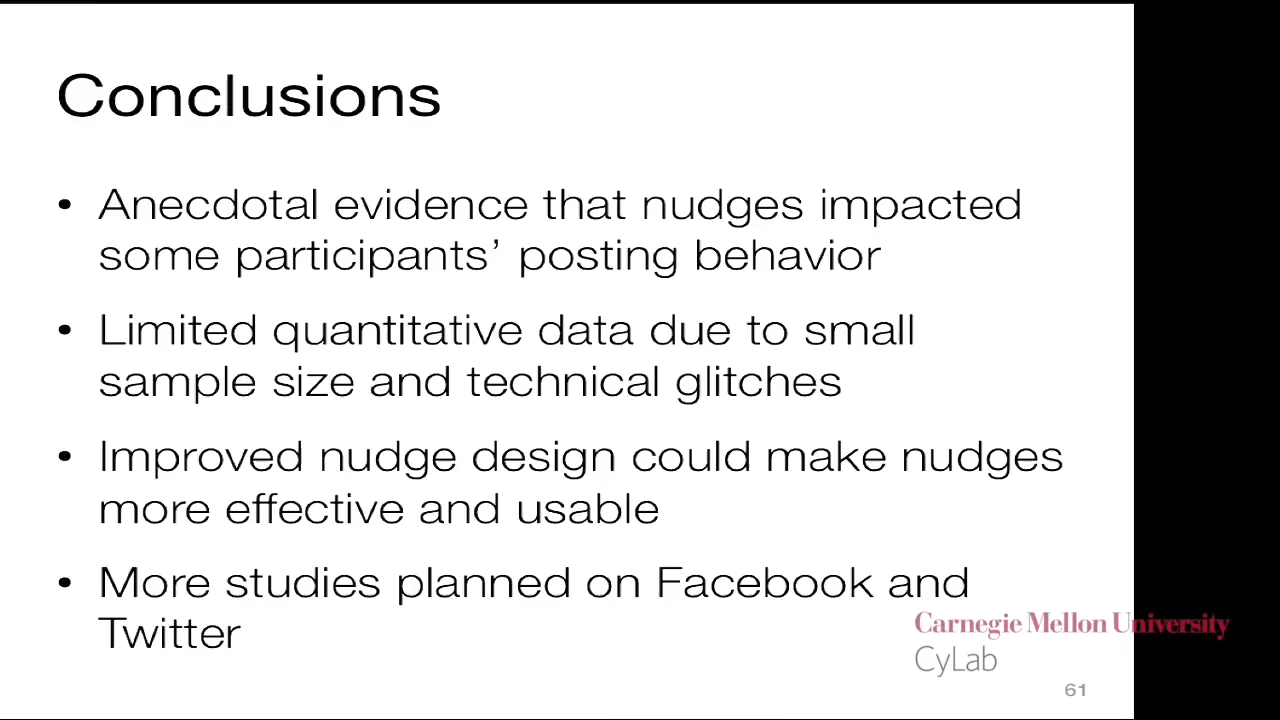 Conclusions
• Anecdotal evidence that nudges impacted
some participants’ posting behavior
• Limited quantitative data due to small
sample size and technical glitches
• Improved nudge design could make nudges
more effective and usable
• More studies planned on Facebook and
Twitter
Carnegie Mellon University
CyLab
61